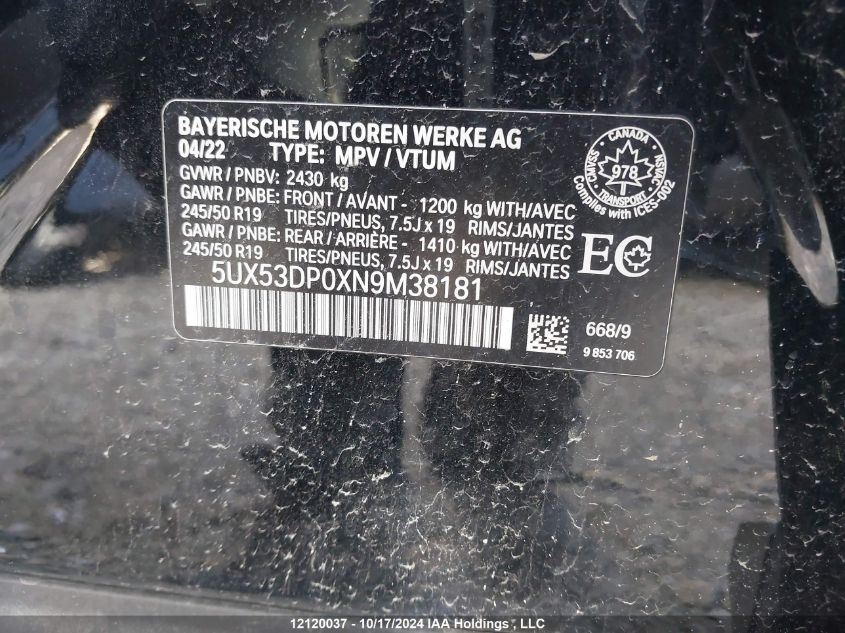 BAYERISCHE MOTOREN WERKE AG
04/22 TYPE: MPV / VTUM
GVWR / PNBV: 2430 kg
GAWR / PNBE: FRONT / AVANT - 1200 kg WITH/AVEC
245/50 R19 TIRES/PNEUS, 7.5J x 19 RIMS/JANTES
GAWR / PNBE: REAR / ARRIÈRE - 1410 kg WITH/AVEC
245/50 R19 TIRES/PNEUS, 7.5J x 19 RIMS/JANTES
5UX53DP0XN9M38181
CANADA
CMVSS
978
NSVAC
TRANSPORT
Complies with ICES-002
EC
668/9
9 853 706
12120037 - 10/17/2024 IAA Holdings , LLC